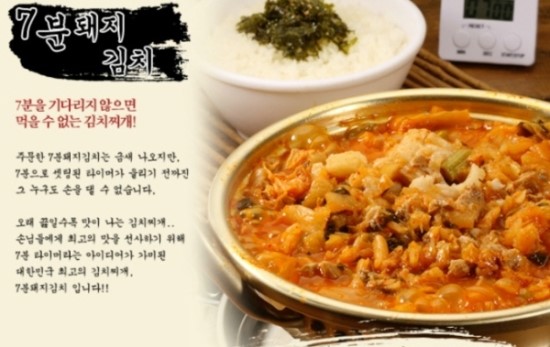 7분돼지
김치
7분을 기다리지 않으면
먹을 수 없는 김치찌개!
주문한 7분돼지김치는 금새 나오지만,
7분으로 셋팅된 타이머가 울리기 전까진
그 누구도 손을 댈 수 없습니다.
오래 끓일수록 맛이 나는 김치찌개..
손님들에게 최고의 맛을 선사하기 위해
7분 타이머라는 아이디어가 가미된
대한민국 최고의 김치찌개,
7분돼지김치 입니다!!